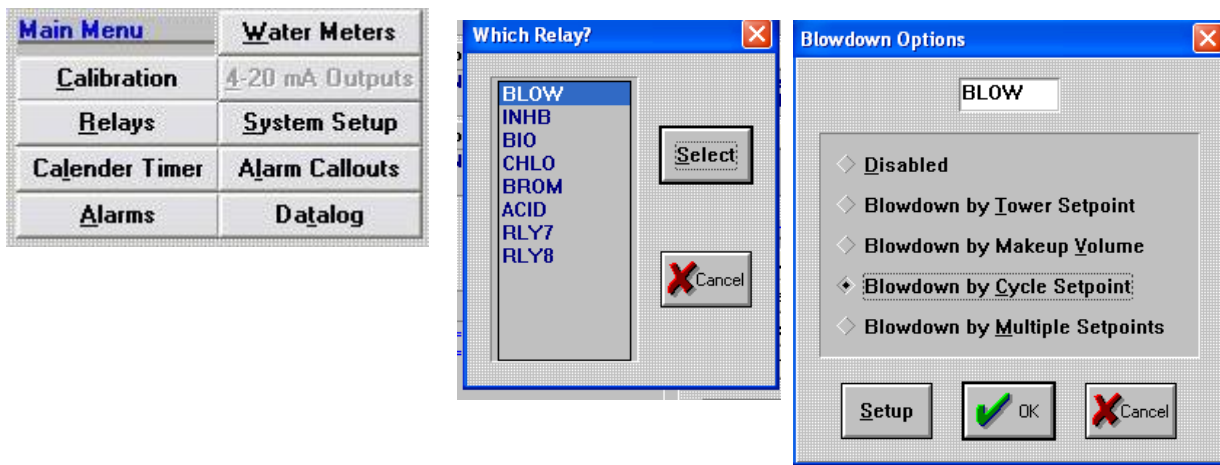 Main Menu
Water Meters
Calibration
4-20 mA Outputs
Relays
System Setup
Calender Timer
Alarm Callouts
Alarms
Datalog
Which Relay?
BLOW
INHB
BIO
CHLO
BROM
ACID
RLY7
RLY8
Select
Cancel
Blowdown Options
BLOW
Disabled
Blowdown by Tower Setpoint
Blowdown by Makeup Volume
Blowdown by Cycle Setpoint
Blowdown by Multiple Setpoints
Setup
OK
Cancel